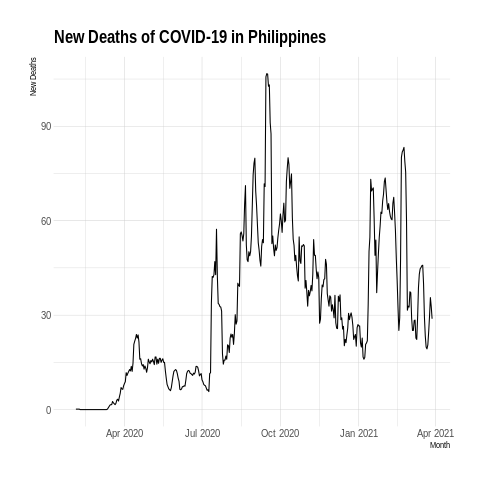 New Deaths of COVID-19 in Philippines
New Deaths
90
60
30
0
Apr 2020 Jul 2020 Oct 2020 Jan 2021 Apr 2021
Month